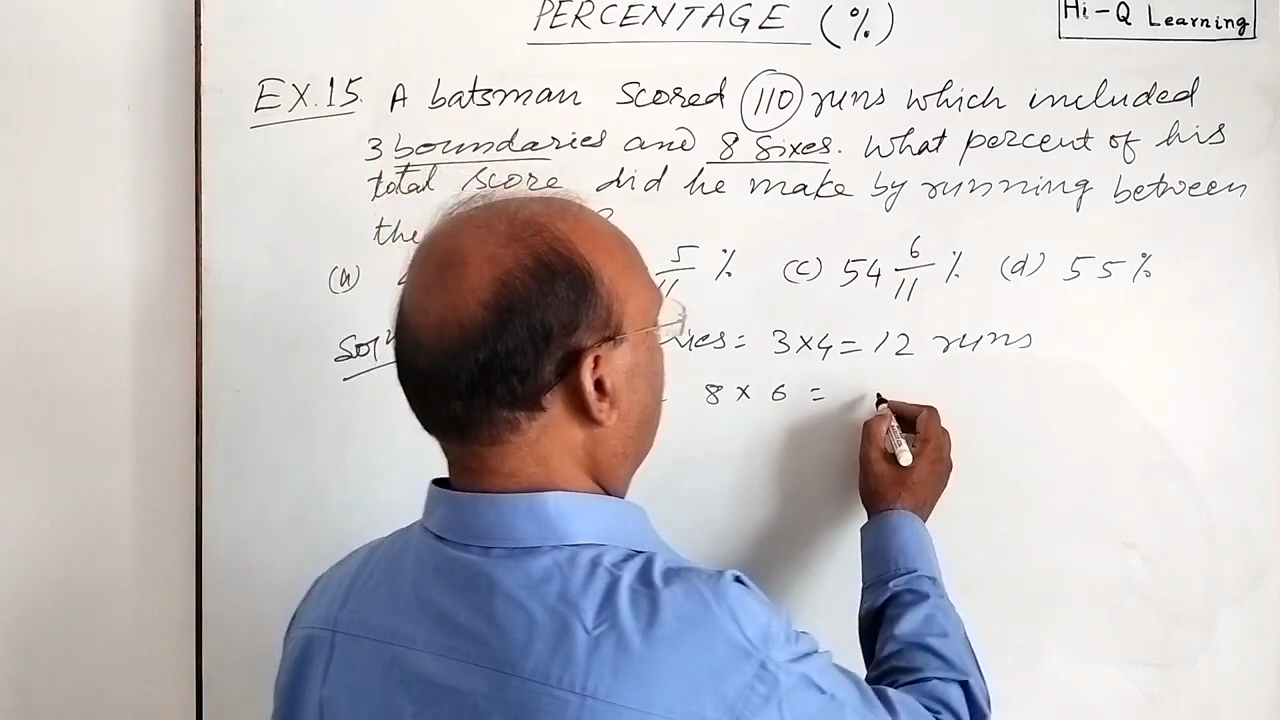 PERCENTAGE (%)
Hi-Q Learning
EX.15. A batsman scored 110 runs which included
3 boundaries and 8 sixes. What percent of his
total score did he make by running between
the
(a) 5/11 % (c) 54 6/11 % (d) 55%
Sol = 3×4 = 12 runs
8 × 6 =